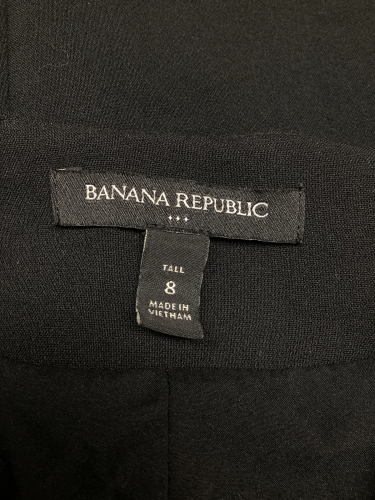 BANANA REPUBLIC
TALL
8
MADE IN
VIETNAM